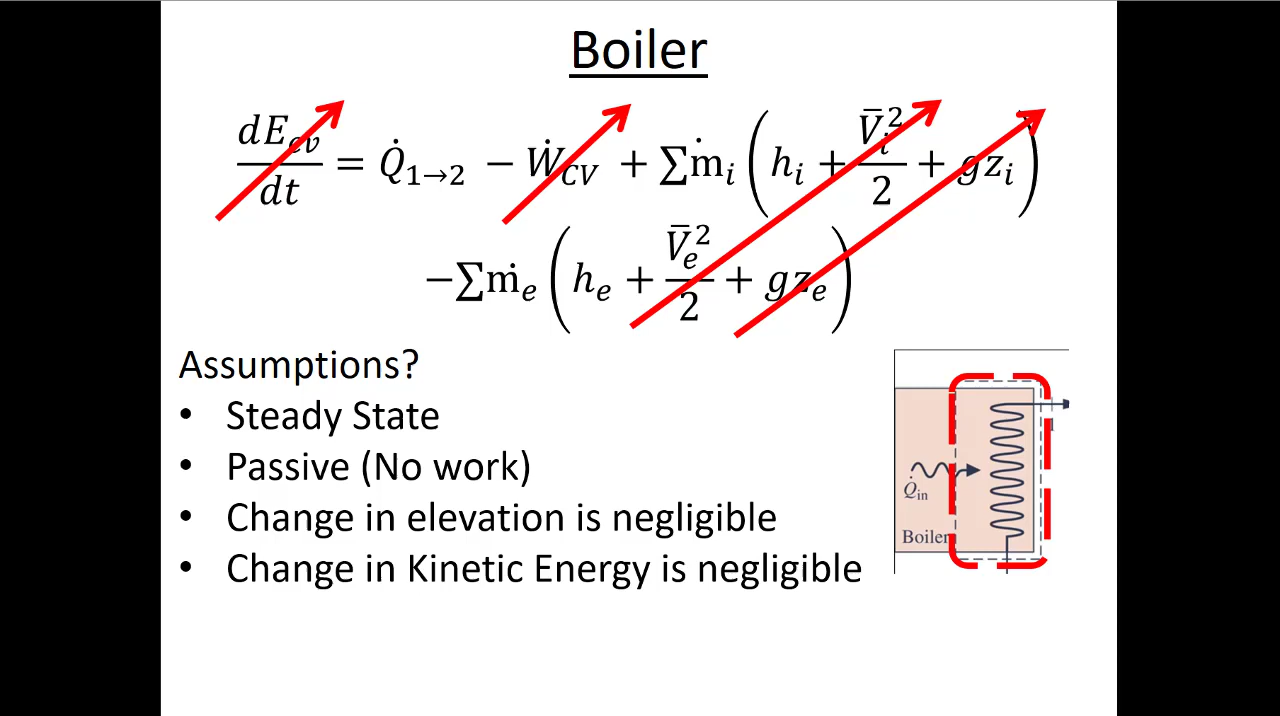 Boiler
dE_cv/dt = Q̇_1→2 − Ẇ_CV + ∑ṁ_i (h_i + V̄_i²/2 + gz_i)
−∑ṁ_e (h_e + V̄_e²/2 + gz_e)
Assumptions?
• Steady State
• Passive (No work)
• Change in elevation is negligible
• Change in Kinetic Energy is negligible
1
Q̇_in
Boiler